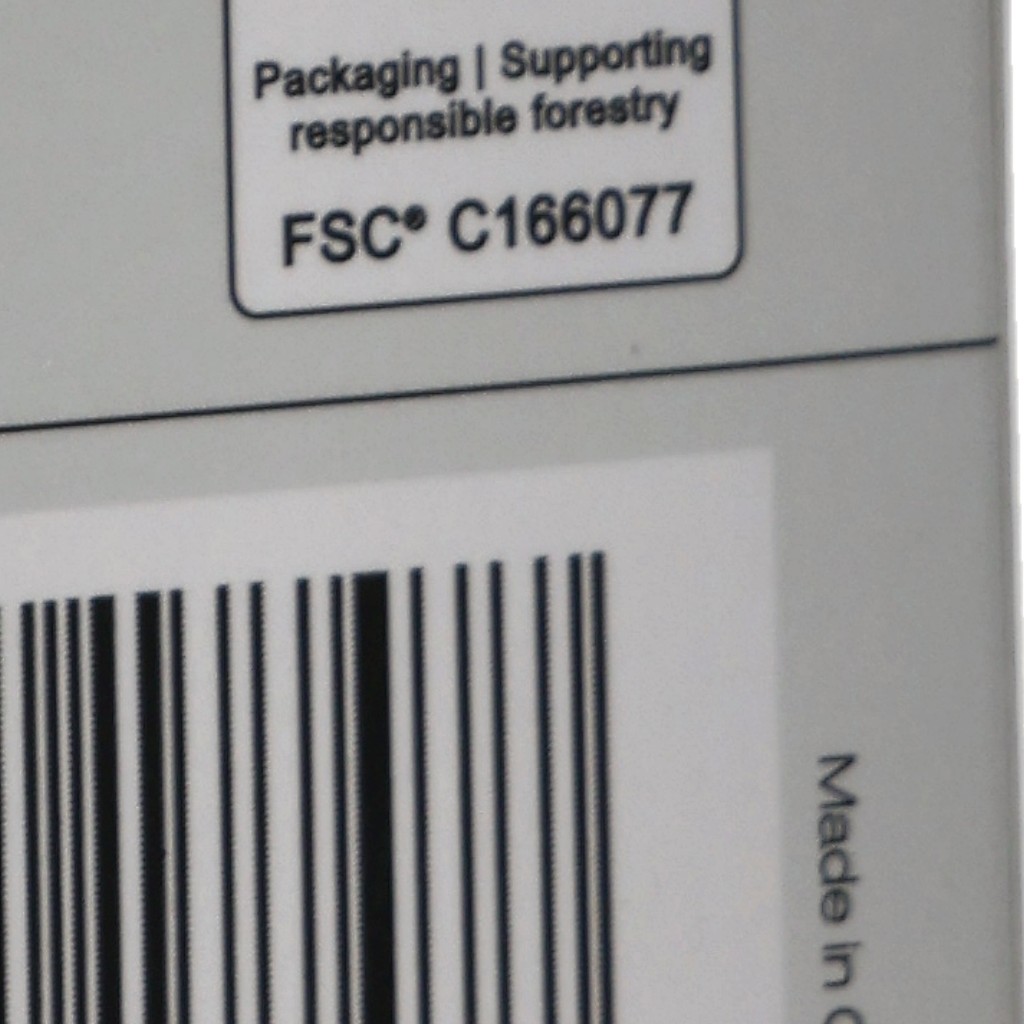 Packaging | Supporting
responsible forestry
FSC® C166077
Made in